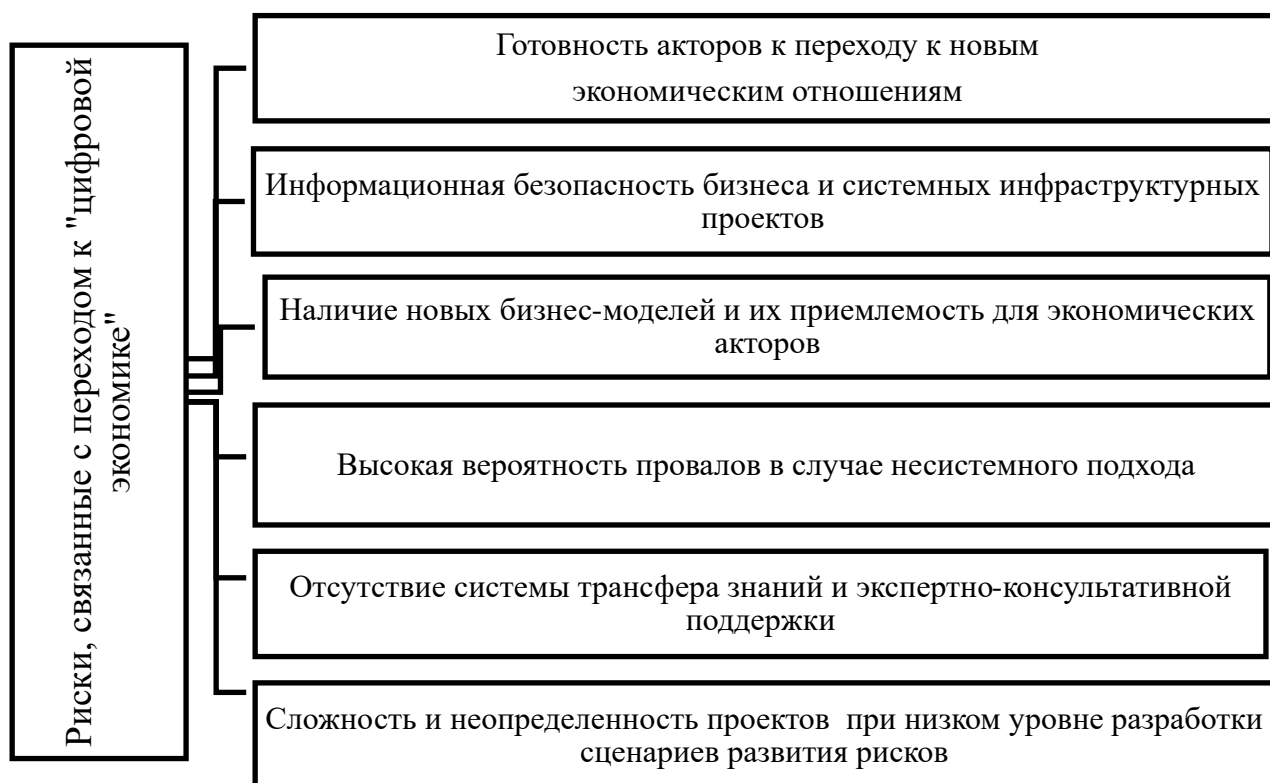 Риски, связанные с переходом к "цифровой
экономике"
Готовность акторов к переходу к новым
экономическим отношениям
Информационная безопасность бизнеса и системных инфраструктурных
проектов
Наличие новых бизнес-моделей и их приемлемость для экономических
акторов
Высокая вероятность провалов в случае несистемного подхода
Отсутствие системы трансфера знаний и экспертно-консультативной
поддержки
Сложность и неопределенность проектов  при низком уровне разработки
сценариев развития рисков